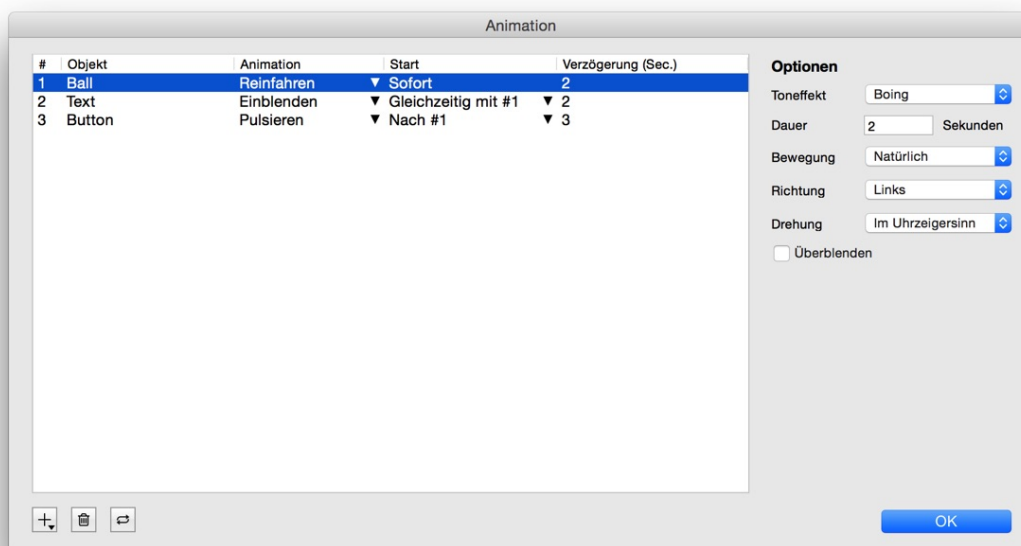 Animation
# Objekt Animation Start Verzögerung (Sec.)
1 Ball Reinfahren ▼ Sofort 2
2 Text Einblenden ▼ Gleichzeitig mit #1 ▼ 2
3 Button Pulsieren ▼ Nach #1 ▼ 3
Optionen
Toneffekt Boing
Dauer 2 Sekunden
Bewegung Natürlich
Richtung Links
Drehung Im Uhrzeigersinn
Überblenden
OK